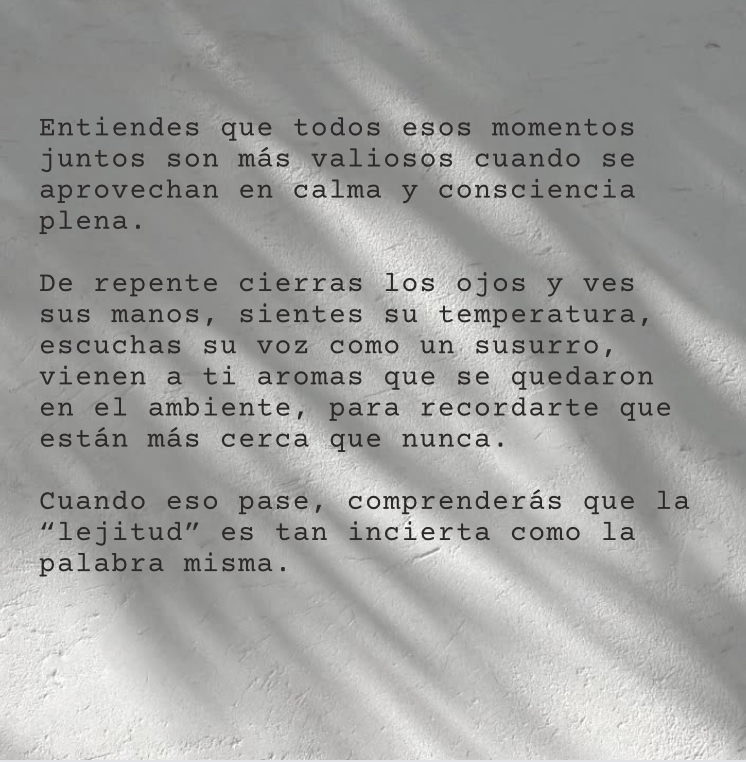 Entiendes que todos esos momentos
juntos son más valiosos cuando se
aprovechan en calma y consciencia
plena.
De repente cierras los ojos y ves
sus manos, sientes su temperatura,
escuchas su voz como un susurro,
vienen a ti aromas que se quedaron
en el ambiente, para recordarte que
están más cerca que nunca.
Cuando eso pase, comprenderás que la
“lejitud” es tan incierta como la
palabra misma.